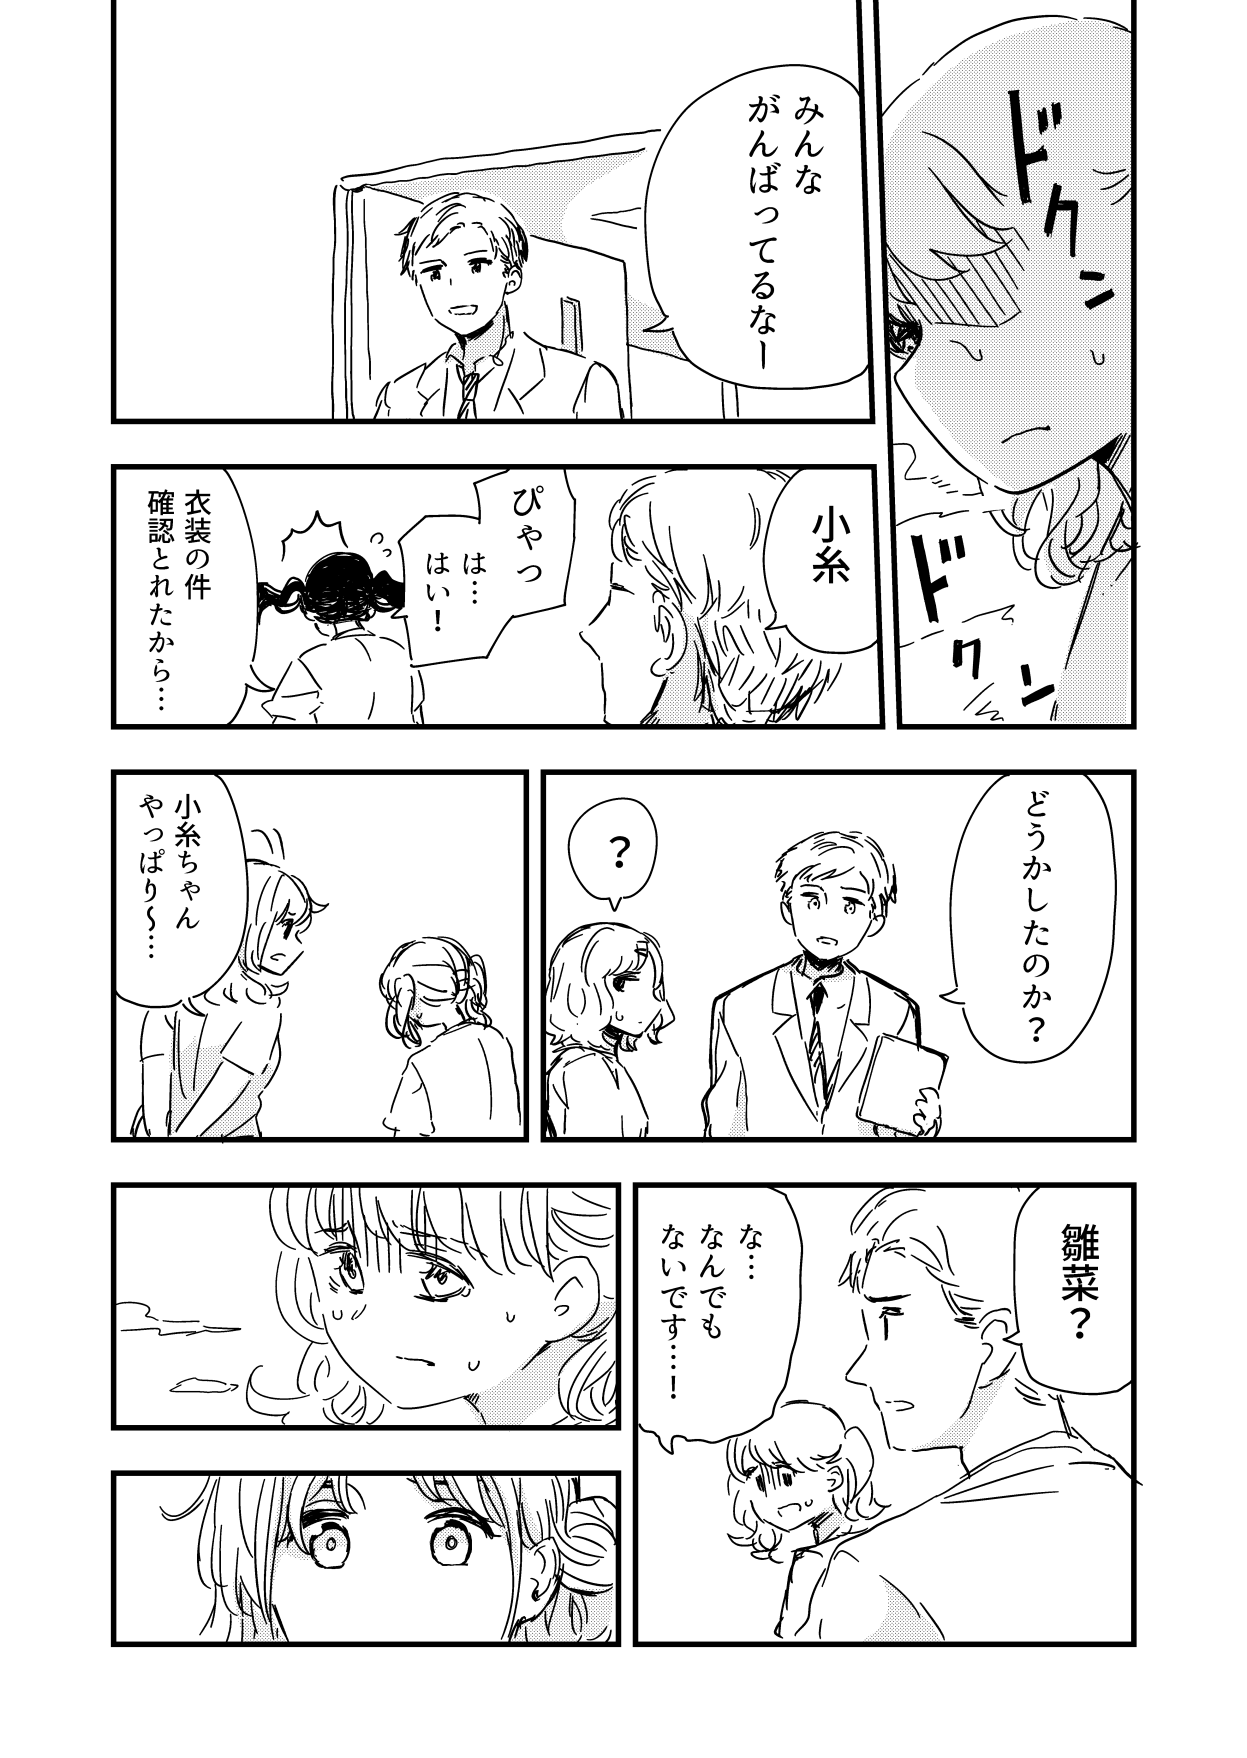 ドクン
ドクン
みんな
がんばってるなー
小糸
ぴゃっ
は…
はい！
衣装の件
確認とれたから…
どうかしたのか？
？
小糸ちゃん
やっぱり〜…
雛菜？
な…
なんでも
ないです……！